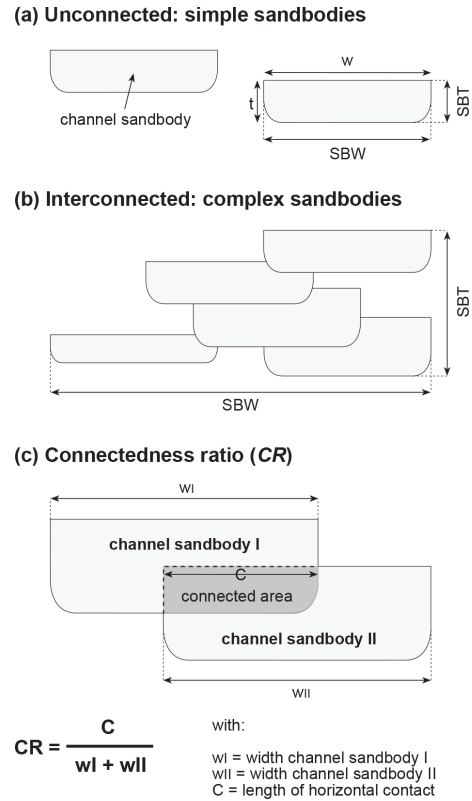 (a) Unconnected: simple sandbodies
w
t
SBT
channel sandbody
SBW
(b) Interconnected: complex sandbodies
SBT
SBW
(c) Connectedness ratio (CR)
wI
channel sandbody I
C
connected area
channel sandbody II
wII
CR = C
wI + wII
with:
wI = width channel sandbody I
wII = width channel sandbody II
C = length of horizontal contact